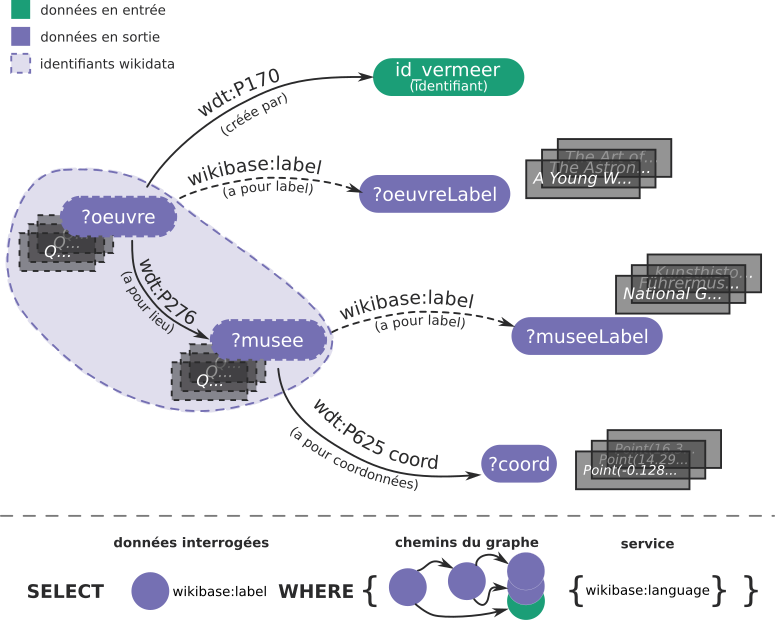 données en entrée
données en sortie
identifiants wikidata
id_vermeer
(identifiant)
wdt:P170
(créée par)
wikibase:label
(a pour label)
?oeuvreLabel
The Art of...
The Astron...
A Young W...
?oeuvre
Q...
Q...
wdt:P276
(a pour lieu)
?musee
Q...
Q...
Q...
wikibase:label
(a pour label)
?museeLabel
Kunsthisto...
Führermus...
National G...
wdt:P625 coord
(a pour coordonnées)
?coord
Point(16.3...
Point(14.29...
Point(-0.128...
données interrogées
chemins du graphe
service
SELECT wikibase:label WHERE { {wikibase:language} }